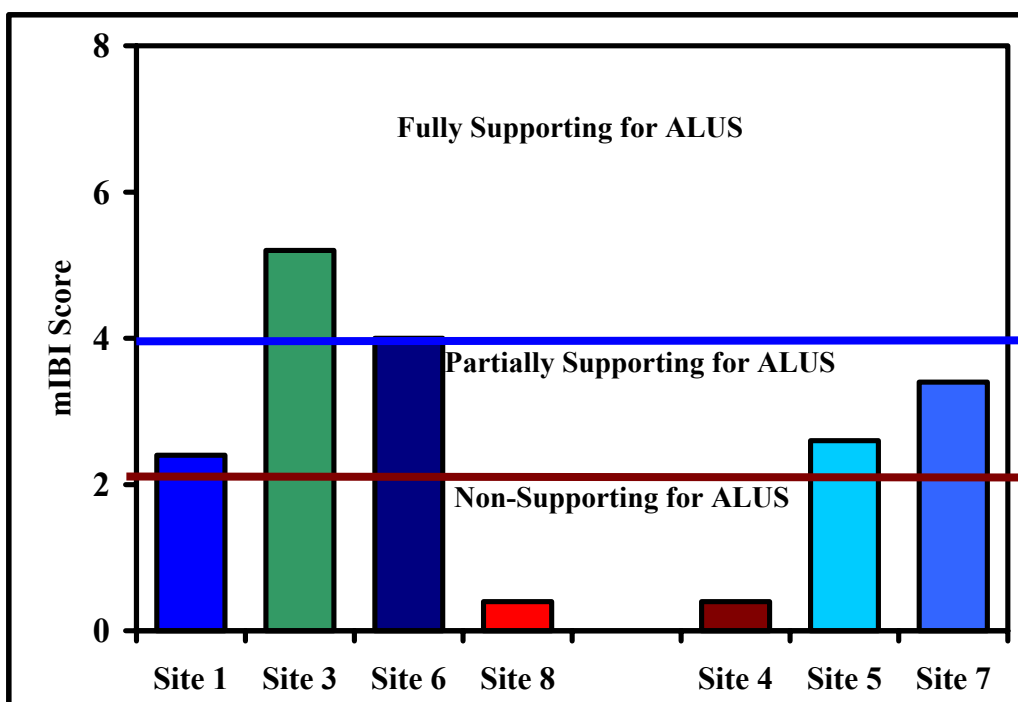 8
Fully Supporting for ALUS
6
mIBI Score
4
Partially Supporting for ALUS
2
Non-Supporting for ALUS
0
Site 1 Site 3 Site 6 Site 8 Site 4 Site 5 Site 7